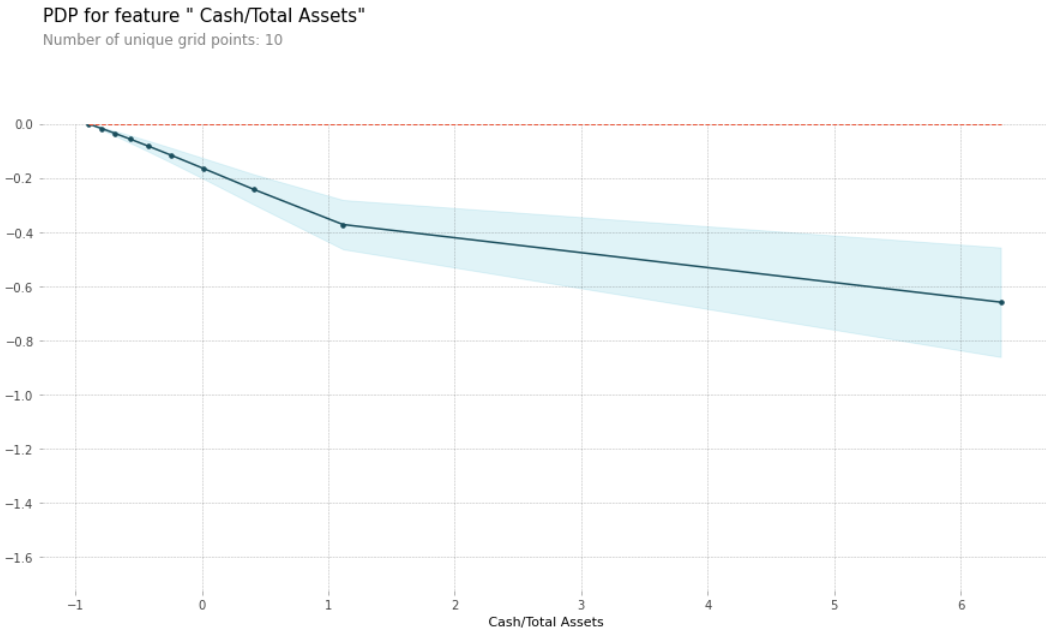 PDP for feature " Cash/Total Assets"
Number of unique grid points: 10
0.0
−0.2
−0.4
−0.6
−0.8
−1.0
−1.2
−1.4
−1.6
−1 0 1 2 3 4 5 6
Cash/Total Assets